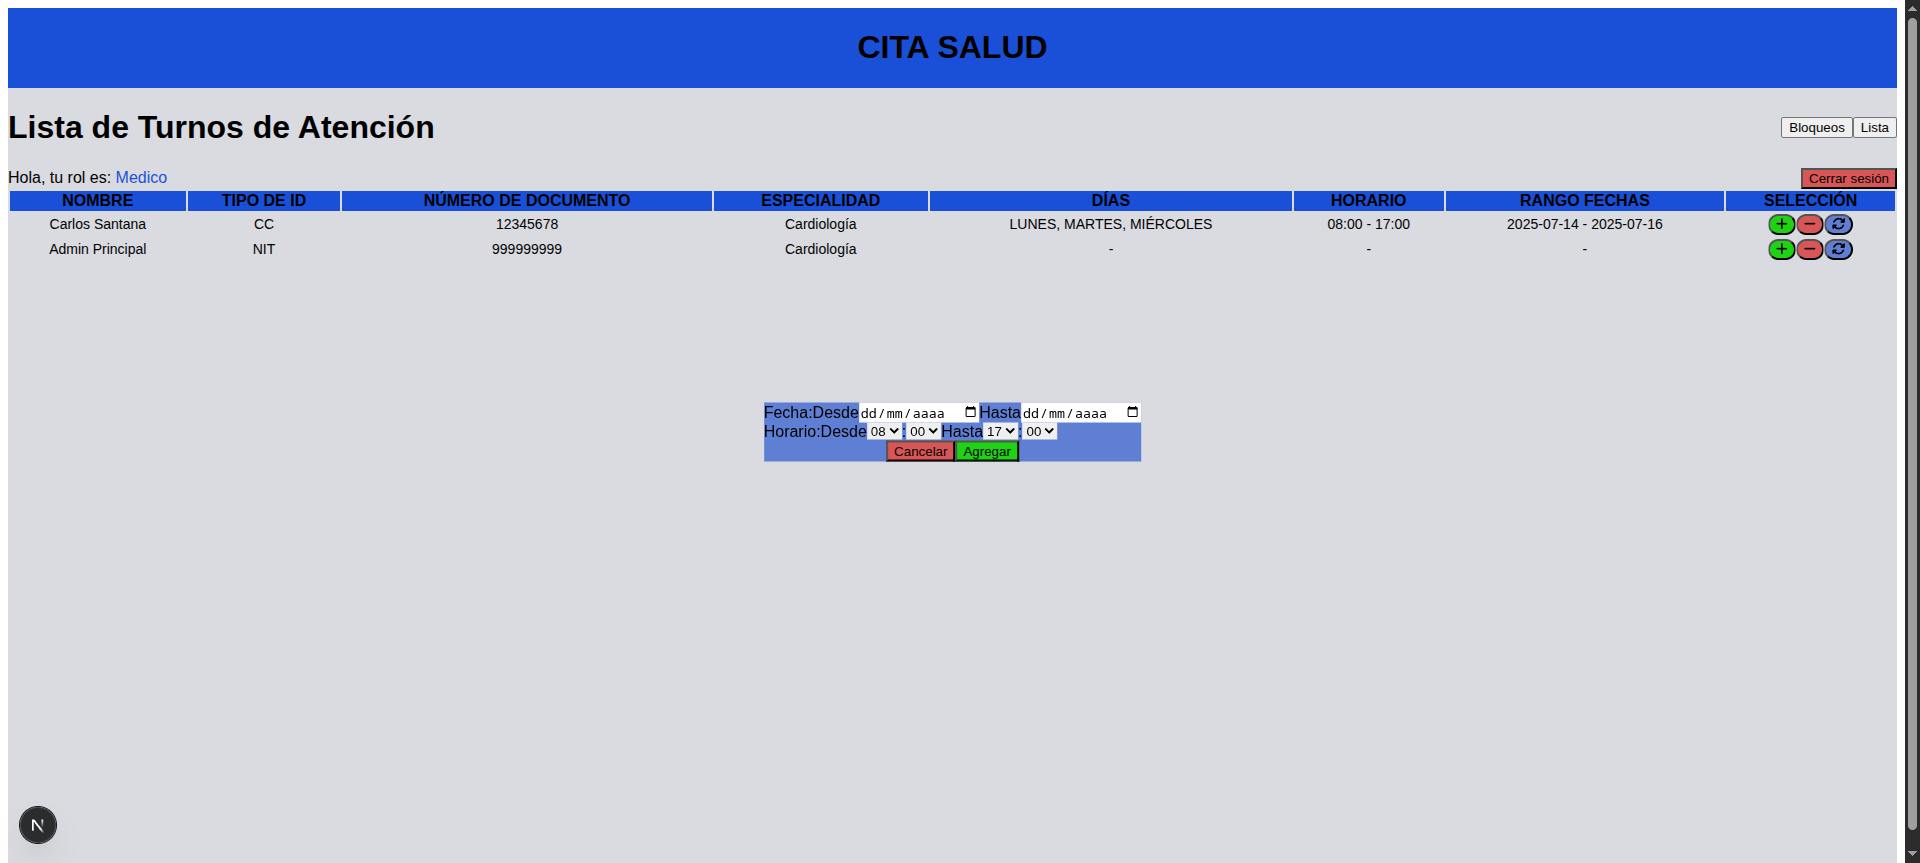 CITA SALUD
Lista de Turnos de Atención
Bloqueos Lista
Hola, tu rol es: Medico
Cerrar sesión
NOMBRE TIPO DE ID NÚMERO DE DOCUMENTO ESPECIALIDAD DÍAS HORARIO RANGO FECHAS SELECCIÓN
Carlos Santana CC 12345678 Cardiología LUNES, MARTES, MIÉRCOLES 08:00 - 17:00 2025-07-14 - 2025-07-16
Admin Principal NIT 999999999 Cardiología - - -
Fecha:Desde dd/mm/aaaa Hasta dd/mm/aaaa
Horario:Desde 08 : 00 Hasta 17 : 00
Cancelar Agregar
N